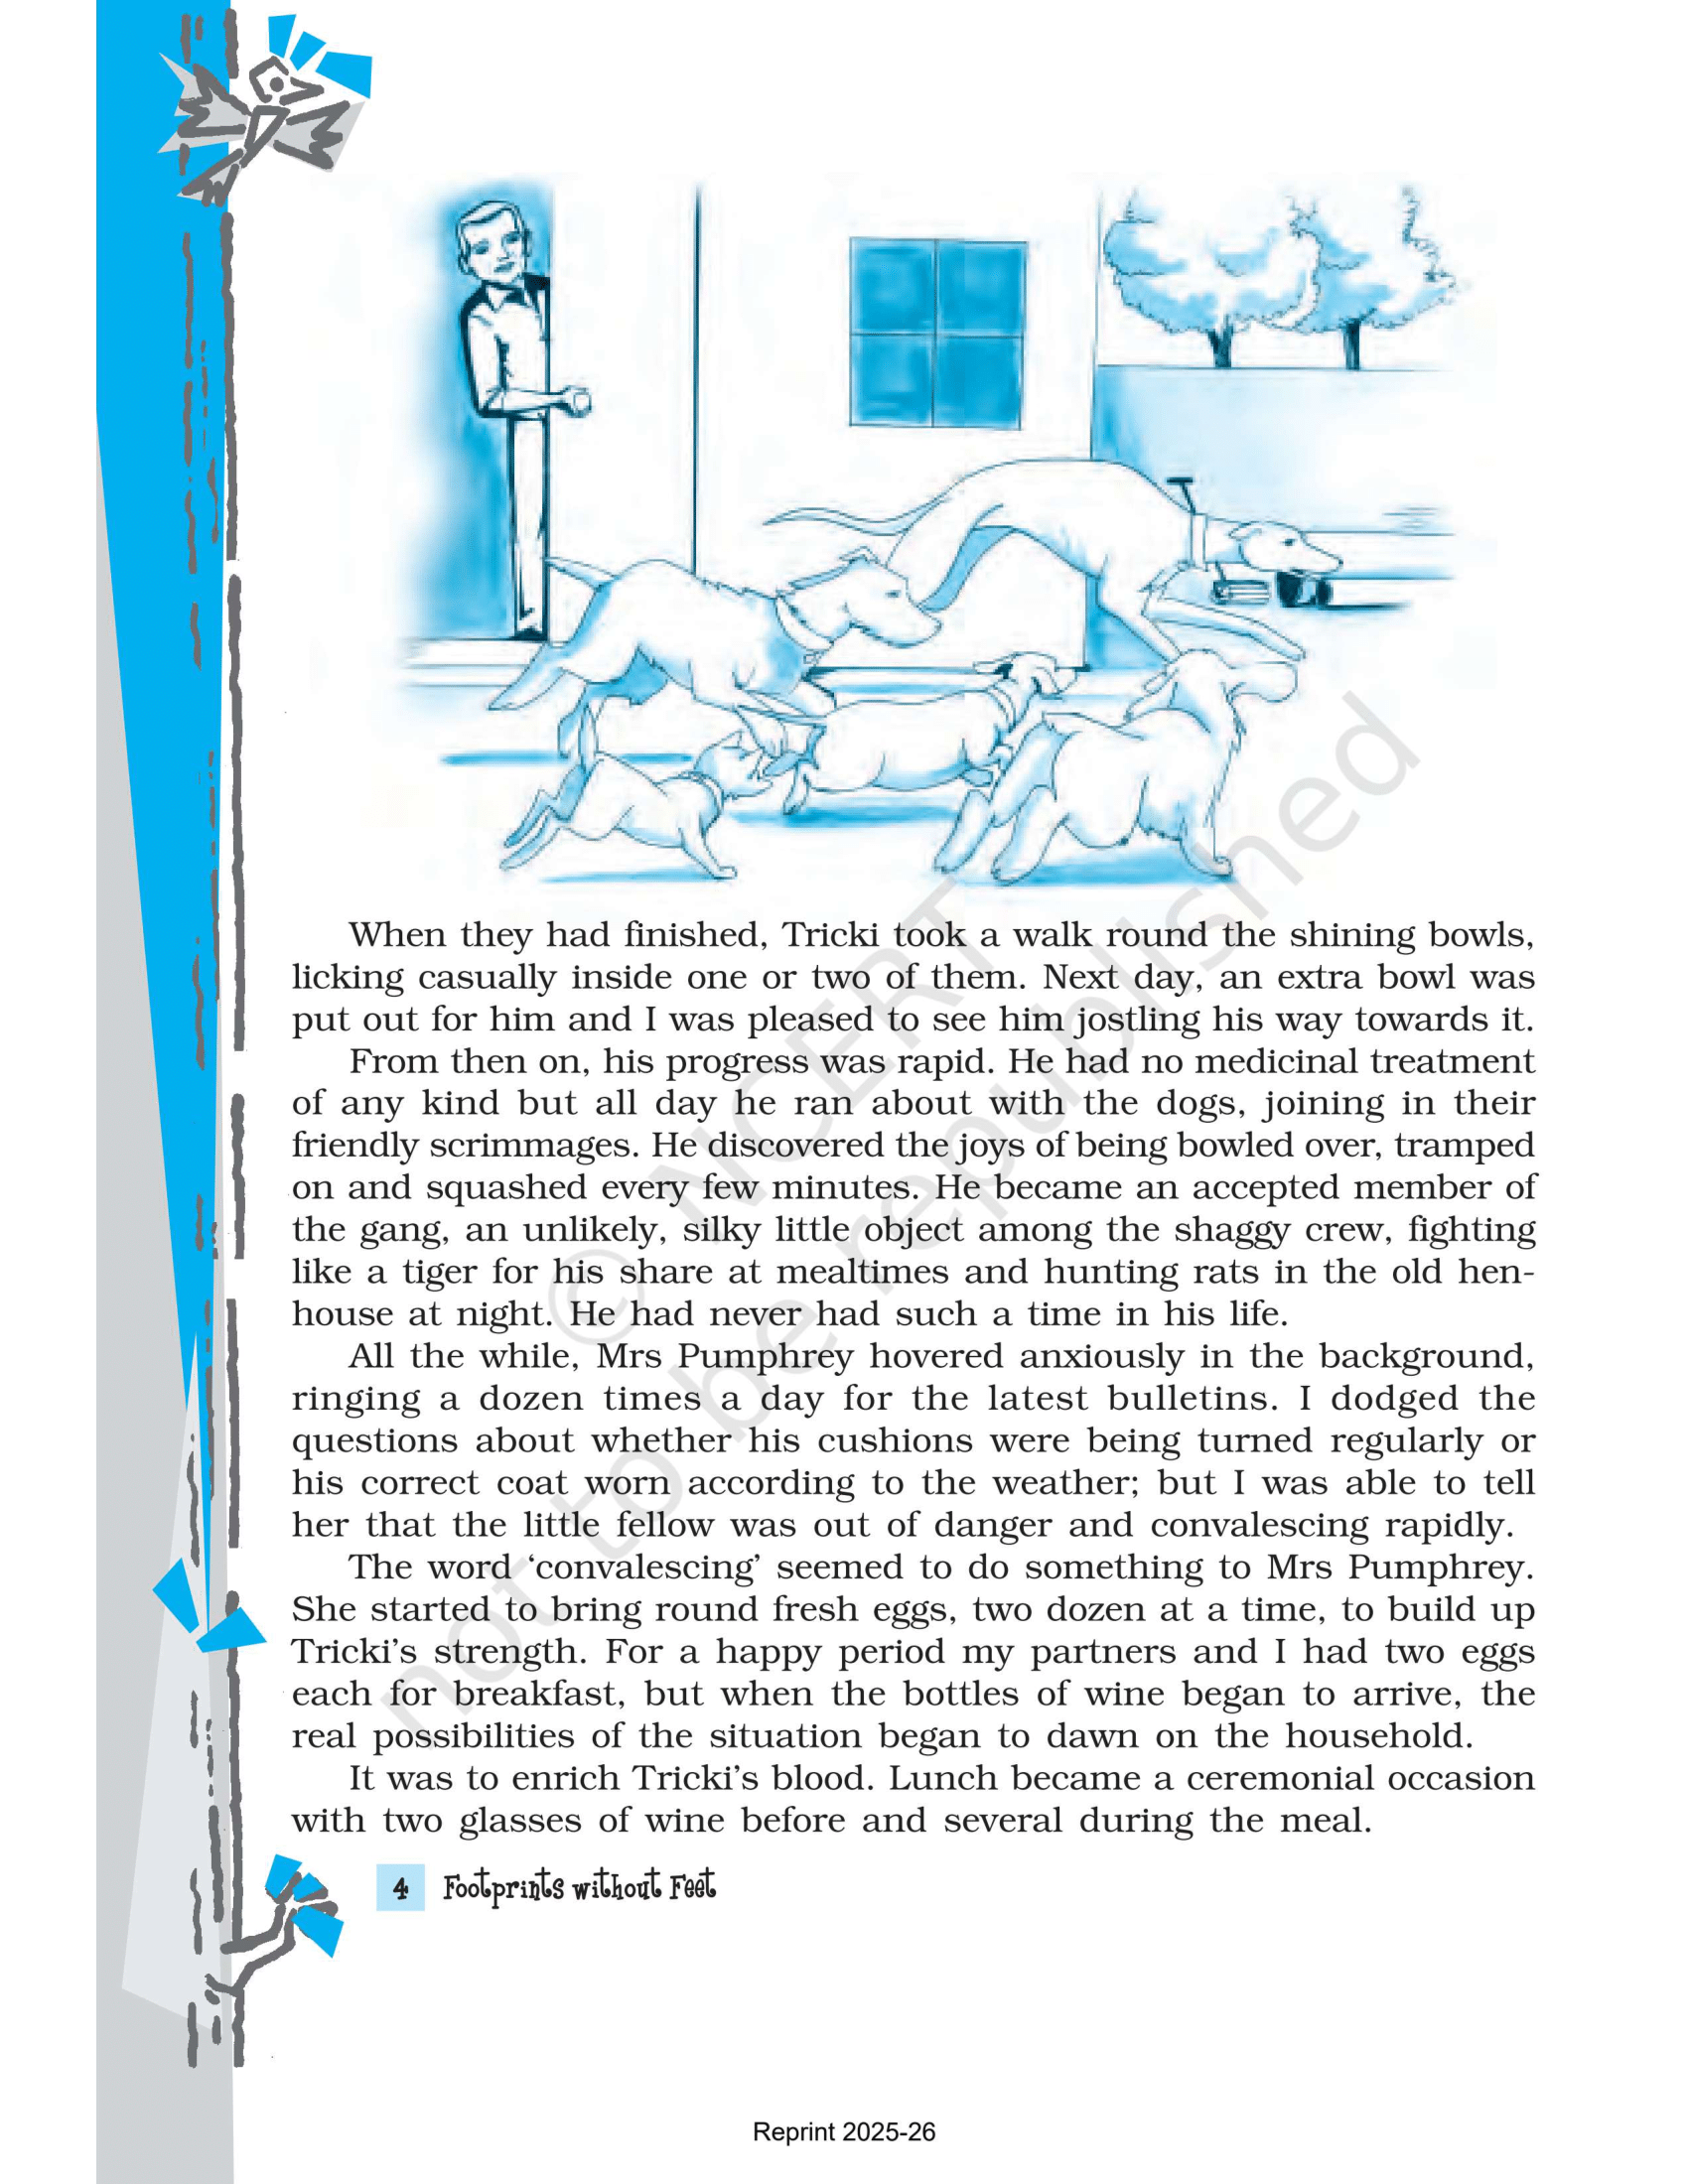 When they had finished, Tricki took a walk round the shining bowls,
licking casually inside one or two of them. Next day, an extra bowl was
put out for him and I was pleased to see him jostling his way towards it.
From then on, his progress was rapid. He had no medicinal treatment
of any kind but all day he ran about with the dogs, joining in their
friendly scrimmages. He discovered the joys of being bowled over, tramped
on and squashed every few minutes. He became an accepted member of
the gang, an unlikely, silky little object among the shaggy crew, fighting
like a tiger for his share at mealtimes and hunting rats in the old hen-
house at night. He had never had such a time in his life.
All the while, Mrs Pumphrey hovered anxiously in the background,
ringing a dozen times a day for the latest bulletins. I dodged the
questions about whether his cushions were being turned regularly or
his correct coat worn according to the weather; but I was able to tell
her that the little fellow was out of danger and convalescing rapidly.
The word ‘convalescing’ seemed to do something to Mrs Pumphrey.
She started to bring round fresh eggs, two dozen at a time, to build up
Tricki’s strength. For a happy period my partners and I had two eggs
each for breakfast, but when the bottles of wine began to arrive, the
real possibilities of the situation began to dawn on the household.
It was to enrich Tricki’s blood. Lunch became a ceremonial occasion
with two glasses of wine before and several during the meal.
4 Footprints without Feet
Reprint 2025-26
© NCERT
not to be republished